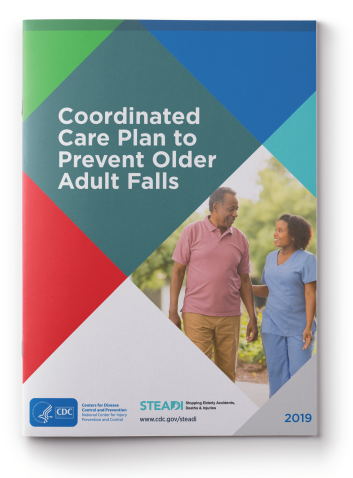 Coordinated
Care Plan to
Prevent Older
Adult Falls
CDC
Centers for Disease
Control and Prevention
National Center for Injury
Prevention and Control
STEADI Stopping Elderly Accidents,
Deaths & Injuries
www.cdc.gov/steadi
2019